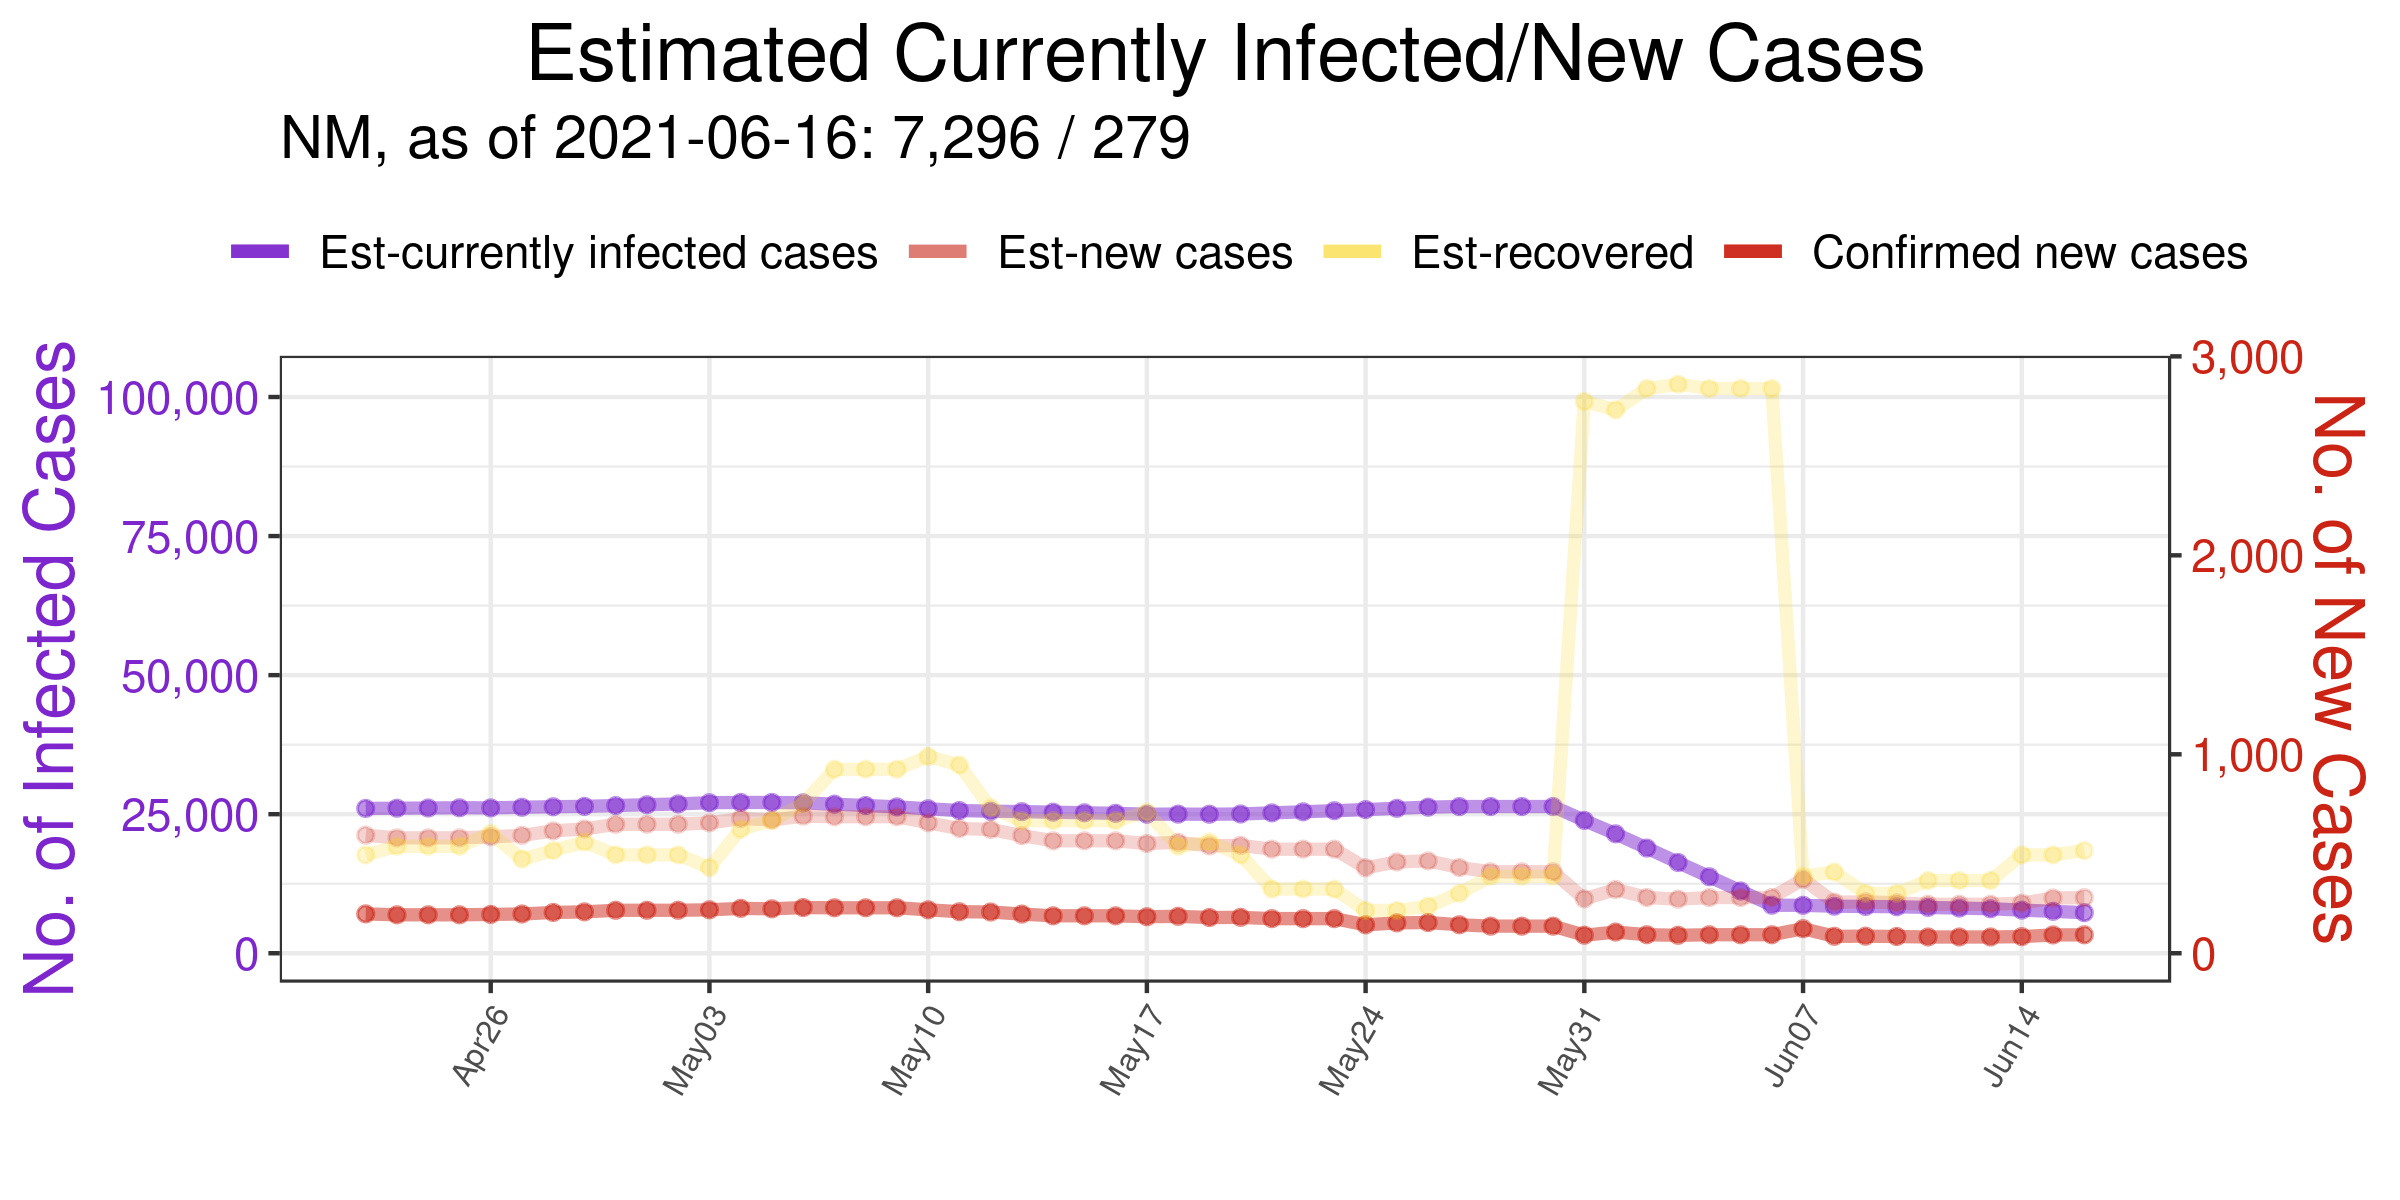 Estimated Currently Infected/New Cases
NM, as of 2021-06-16: 7,296 / 279
Est-currently infected cases Est-new cases Est-recovered Confirmed new cases
No. of Infected Cases
100,000
75,000
50,000
25,000
0
3,000
2,000
1,000
0
No. of New Cases
Apr26 May03 May10 May17 May24 May31 Jun07 Jun14